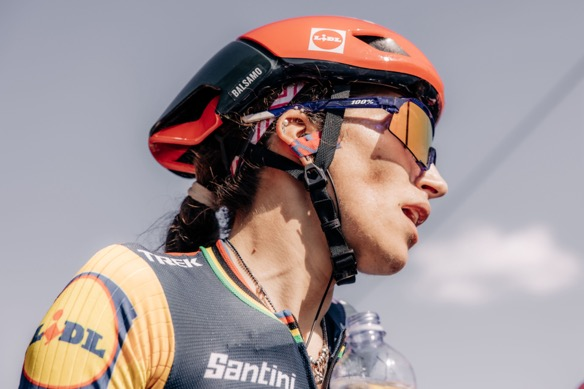 LIDL
BALSAMO
100%
TREK
LIDL
Santini